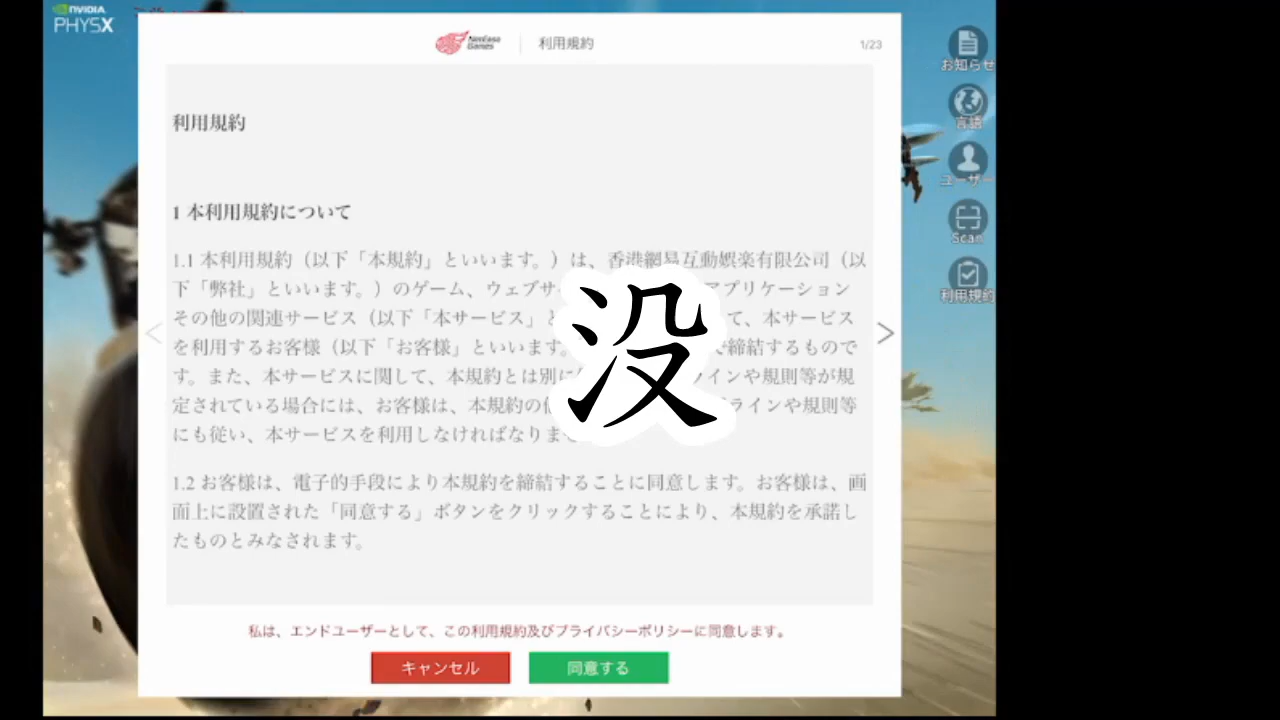 NVIDIA
PHYSX
NetEase
Games
利用規約
1/23
利用規約
1 本利用規約について
1.1 本利用規約（以下「本規約」といいます。）は、香港網易互動娯楽有限公司（以
下「弊社」といいます。）のゲーム、ウェブサ アプリケーション
その他の関連サービス（以下「本サービス」と て、本サービス
を利用するお客様（以下「お客様」といいます。 で締結するもので
す。また、本サービスに関して、本規約とは別に ラインや規則等が規
定されている場合には、お客様は、本規約の他 ドラインや規則等
にも従い、本サービスを利用しなければなりませ
1.2 お客様は、電子的手段により本規約を締結することに同意します。お客様は、画
面上に設置された「同意する」ボタンをクリックすることにより、本規約を承諾し
たものとみなされます。
没
私は、エンドユーザーとして、この利用規約及びプライバシーポリシーに同意します。
キャンセル
同意する
お知らせ
言語
ユーザー
Scan
利用規約